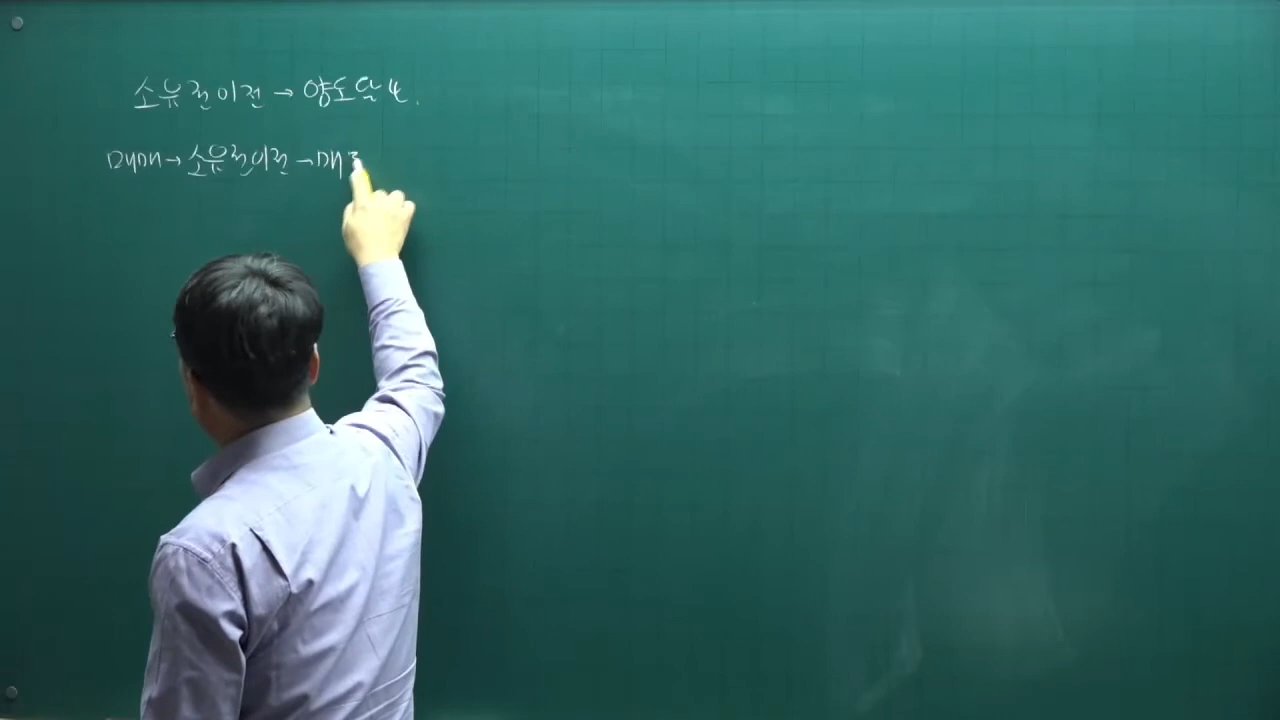 소유권이전 → 양도담보.
매매 → 소유권이전 → 매